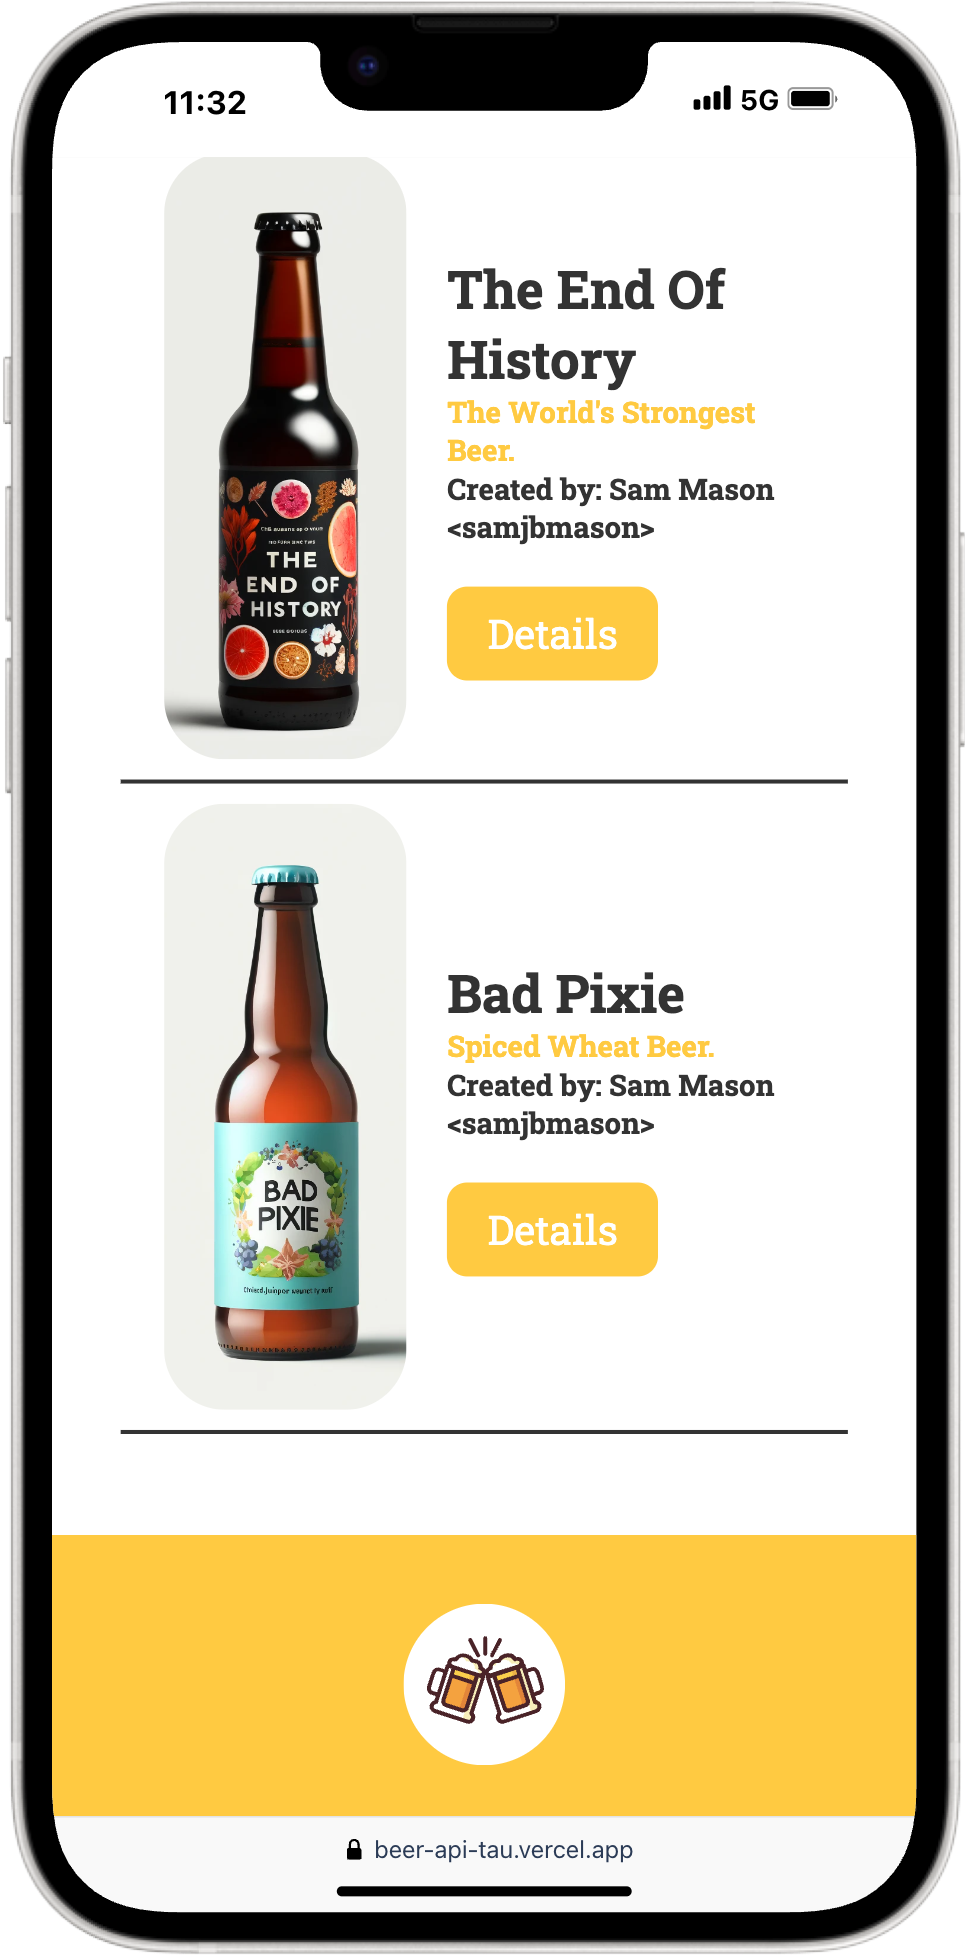 11:32
5G
THE
END OF
HISTORY
The End Of
History
The World's Strongest
Beer.
Created by: Sam Mason
<samjbmason>
Details
BAD
PIXIE
Bad Pixie
Spiced Wheat Beer.
Created by: Sam Mason
<samjbmason>
Details
beer-api-tau.vercel.app